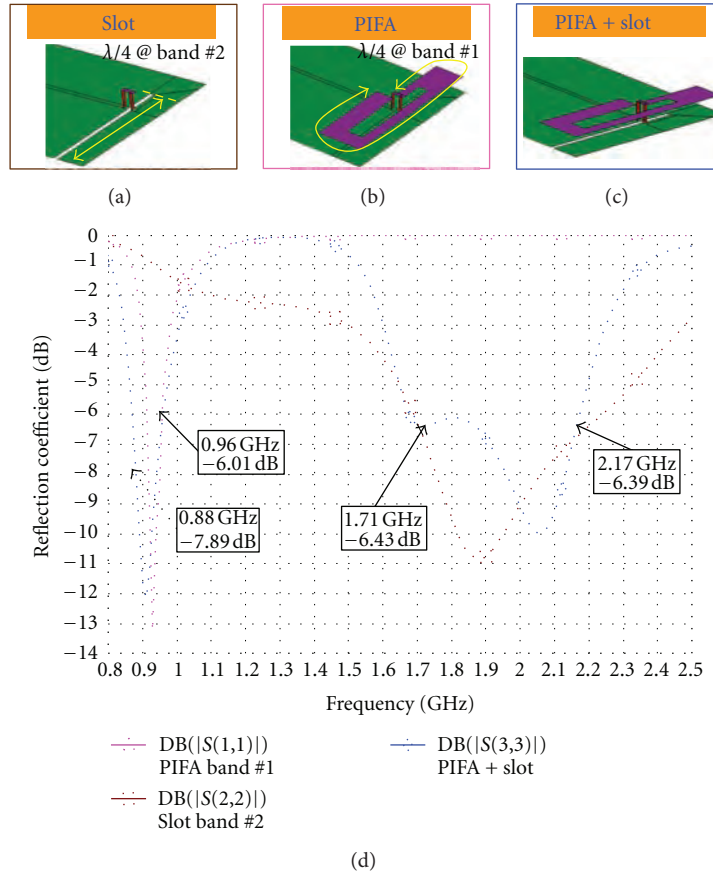 Slot
PIFA
PIFA + slot
λ/4 @ band #2
λ/4 @ band #1
(a)
(b)
(c)
0
−1
−2
−3
−4
−5
−6
−7
−8
−9
−10
−11
−12
−13
−14
Reflection coefficient (dB)
0.96 GHz
−6.01 dB
0.88 GHz
−7.89 dB
1.71 GHz
−6.43 dB
2.17 GHz
−6.39 dB
0.8 0.9 1 1.1 1.2 1.3 1.4 1.5 1.6 1.7 1.8 1.9 2 2.1 2.2 2.3 2.4 2.5
Frequency (GHz)
DB(|S(1,1)|)
PIFA band #1
DB(|S(2,2)|)
Slot band #2
DB(|S(3,3)|)
PIFA + slot
(d)